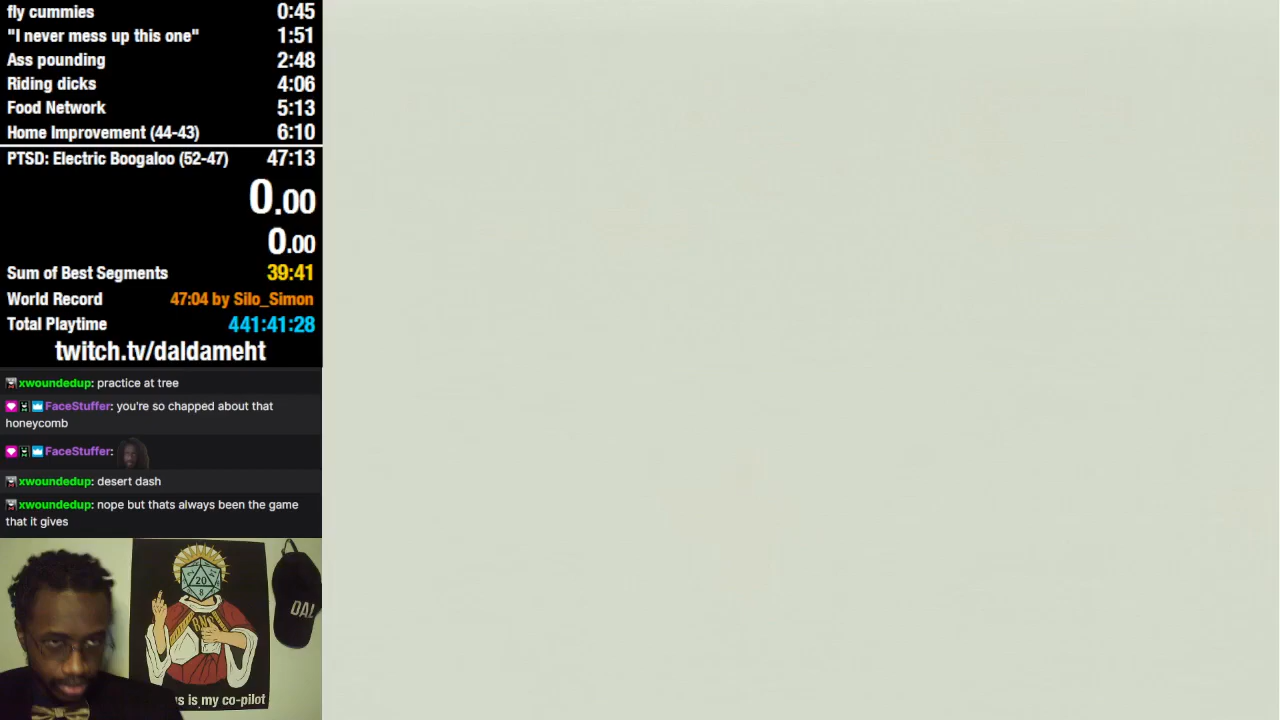 fly cummies 0:45
"I never mess up this one" 1:51
Ass pounding 2:48
Riding dicks 4:06
Food Network 5:13
Home Improvement (44-43) 6:10
PTSD: Electric Boogaloo (52-47) 47:13
0.00
0.00
Sum of Best Segments 39:41
World Record 47:04 by Silo_Simon
Total Playtime 441:41:28
twitch.tv/daldameht
xwoundedup: practice at tree
FaceStuffer: you're so chapped about that
honeycomb
FaceStuffer:
xwoundedup: desert dash
xwoundedup: nope but thats always been the game
that it gives
20
8
RNG
DAL
us is my co-pilot